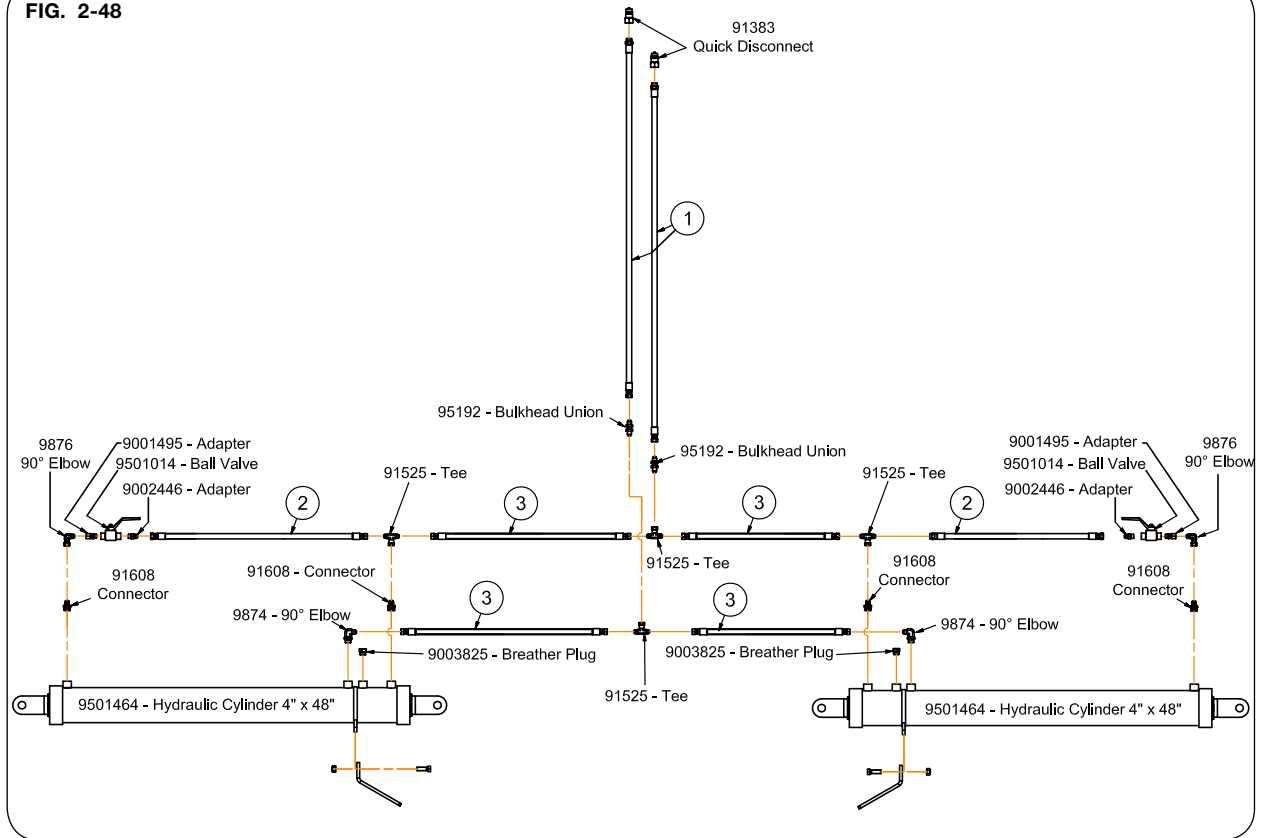 FIG. 2-48
91383
Quick Disconnect
1
95192 - Bulkhead Union
95192 - Bulkhead Union
9876
90° Elbow
9001495 - Adapter
9501014 - Ball Valve
9002446 - Adapter
2
91525 - Tee
3
3
91525 - Tee
2
9001495 - Adapter
9501014 - Ball Valve
9002446 - Adapter
9876
90° Elbow
91525 - Tee
91608
Connector
91608 - Connector
91608
Connector
91608
Connector
9874 - 90° Elbow
3
3
9874 - 90° Elbow
9003825 - Breather Plug
9003825 - Breather Plug
91525 - Tee
9501464 - Hydraulic Cylinder 4" x 48"
9501464 - Hydraulic Cylinder 4" x 48"